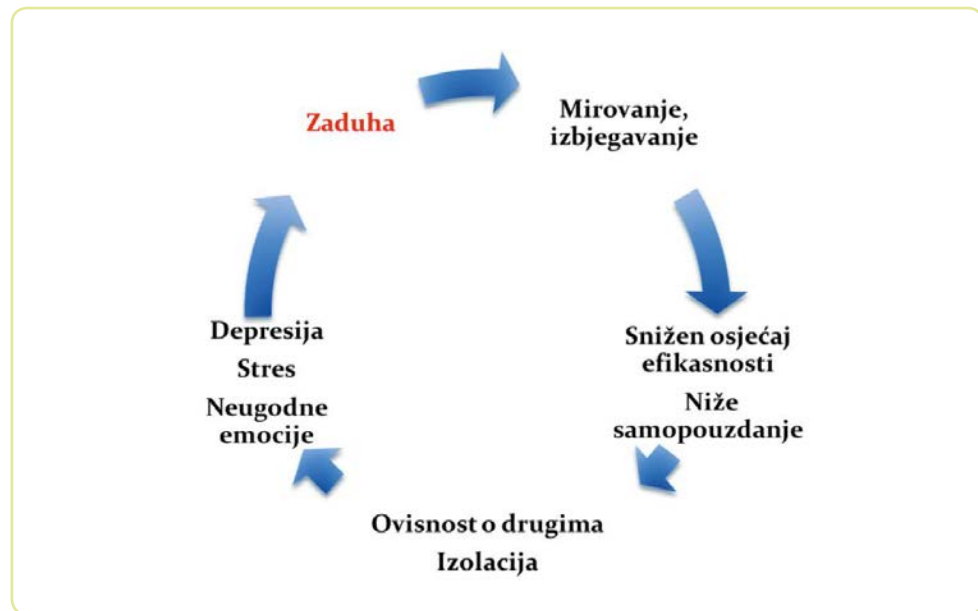 Zaduha
Mirovanje,
izbjegavanje
Snižen osjećaj
efikasnosti
Niže
samopouzdanje
Ovisnost o drugima
Izolacija
Depresija
Stres
Neugodne
emocije